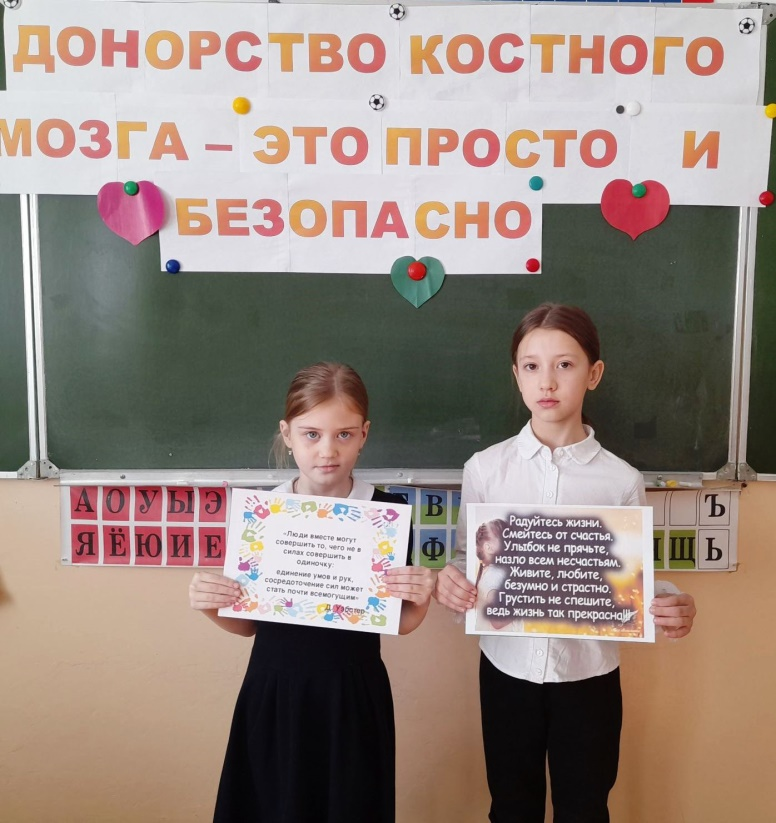 ДОНОРСТВО КОСТНОГО
МОЗГА – ЭТО ПРОСТО И
БЕЗОПАСНО
А О У Ы Э
Я Ё Ю И Е
В
Ф
Ъ
Щ Ь
«Люди вместе могут
совершить то, чего не в
силах совершить в
одиночку:
единение умов и рук,
сосредоточение сил может
стать почти всемогущим»
Д. Уэбстер
Радуйтесь жизни.
Смейтесь от счастья.
Улыбок не прячьте,
назло всем несчастьям.
Живите, любите,
безумно и страстно.
Грустить не спешите,
ведь жизнь так прекрасна!!!